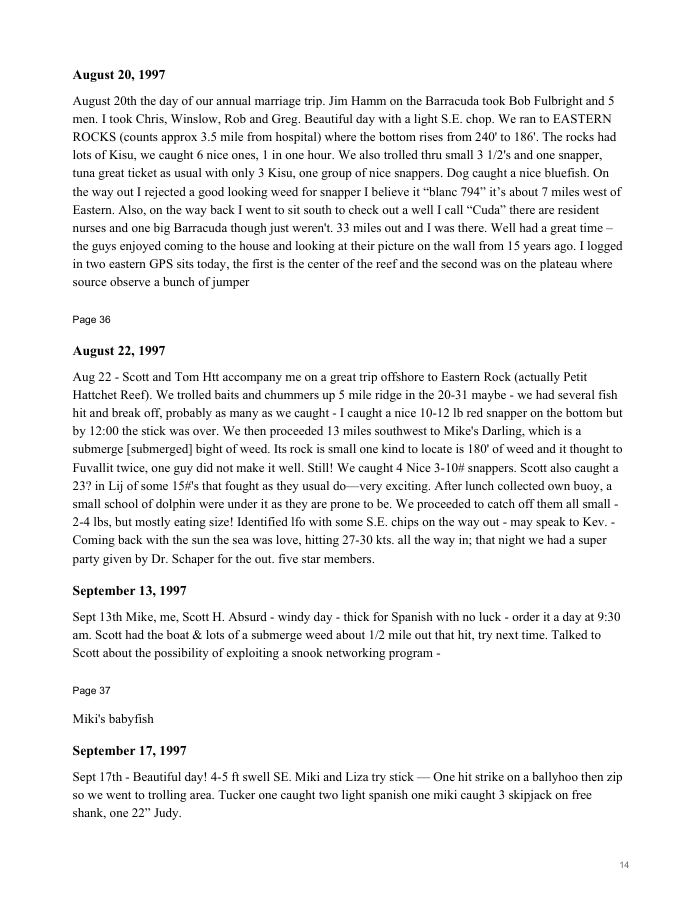 August 20, 1997
August 20th the day of our annual marriage trip. Jim Hamm on the Barracuda took Bob Fulbright and 5
men. I took Chris, Winslow, Rob and Greg. Beautiful day with a light S.E. chop. We ran to EASTERN
ROCKS (counts approx 3.5 mile from hospital) where the bottom rises from 240' to 186'. The rocks had
lots of Kisu, we caught 6 nice ones, 1 in one hour. We also trolled thru small 3 1/2's and one snapper,
tuna great ticket as usual with only 3 Kisu, one group of nice snappers. Dog caught a nice bluefish. On
the way out I rejected a good looking weed for snapper I believe it “blanc 794” it’s about 7 miles west of
Eastern. Also, on the way back I went to sit south to check out a well I call “Cuda” there are resident
nurses and one big Barracuda though just weren't. 33 miles out and I was there. Well had a great time –
the guys enjoyed coming to the house and looking at their picture on the wall from 15 years ago. I logged
in two eastern GPS sits today, the first is the center of the reef and the second was on the plateau where
source observe a bunch of jumper
Page 36
August 22, 1997
Aug 22 - Scott and Tom Htt accompany me on a great trip offshore to Eastern Rock (actually Petit
Hattchet Reef). We trolled baits and chummers up 5 mile ridge in the 20-31 maybe - we had several fish
hit and break off, probably as many as we caught - I caught a nice 10-12 lb red snapper on the bottom but
by 12:00 the stick was over. We then proceeded 13 miles southwest to Mike's Darling, which is a
submerge [submerged] bight of weed. Its rock is small one kind to locate is 180' of weed and it thought to
Fuvallit twice, one guy did not make it well. Still! We caught 4 Nice 3-10# snappers. Scott also caught a
23? in Lij of some 15#'s that fought as they usual do—very exciting. After lunch collected own buoy, a
small school of dolphin were under it as they are prone to be. We proceeded to catch off them all small -
2-4 lbs, but mostly eating size! Identified lfo with some S.E. chips on the way out - may speak to Kev. -
Coming back with the sun the sea was love, hitting 27-30 kts. all the way in; that night we had a super
party given by Dr. Schaper for the out. five star members.
September 13, 1997
Sept 13th Mike, me, Scott H. Absurd - windy day - thick for Spanish with no luck - order it a day at 9:30
am. Scott had the boat & lots of a submerge weed about 1/2 mile out that hit, try next time. Talked to
Scott about the possibility of exploiting a snook networking program -
Page 37
Miki's babyfish
September 17, 1997
Sept 17th - Beautiful day! 4-5 ft swell SE. Miki and Liza try stick — One hit strike on a ballyhoo then zip
so we went to trolling area. Tucker one caught two light spanish one miki caught 3 skipjack on free
shank, one 22” Judy.
14